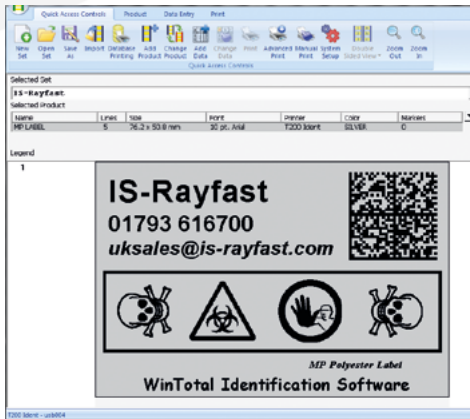 Quick Access Controls Product Data Entry Print
New Set
Open Set
Save As
Import
Database Printing
Add Product
Change Product
Add Data
Change Data
Print
Advanced Print
Manual Print
System Setup
Double Sided View
Zoom Out
Zoom In
Quick Access Controls
Selected Set
IS-Rayfast
Selected Product
Name Lines Size Font Printer Color Markers
MP LABEL 5 76.2 x 50.8 mm 10 pt. Arial T200 Ident SILVER 0
Legend
1
IS-Rayfast
01793 616700
uksales@is-rayfast.com
MP Polyester Label
WinTotal Identification Software
T200 Ident - usb004